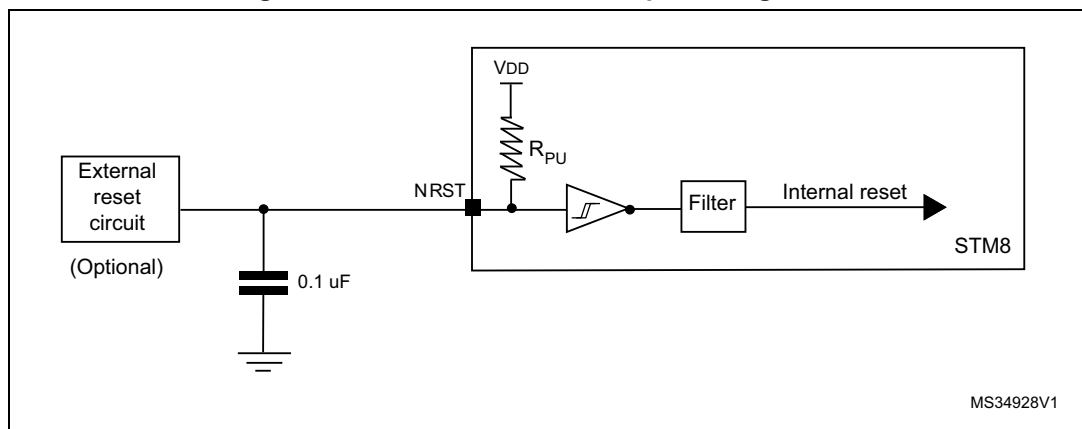 VDD
RPU
External
reset
circuit
(Optional)
NRST
Filter
Internal reset
STM8
0.1 uF
MS34928V1